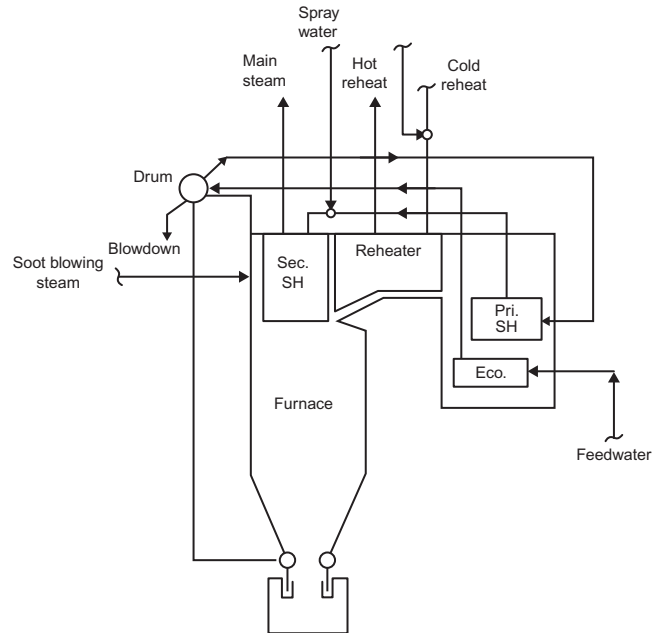 Spray
water
Main
steam
Hot
reheat
Cold
reheat
Drum
Blowdown
Soot blowing
steam
Sec.
SH
Reheater
Pri.
SH
Eco.
Furnace
Feedwater